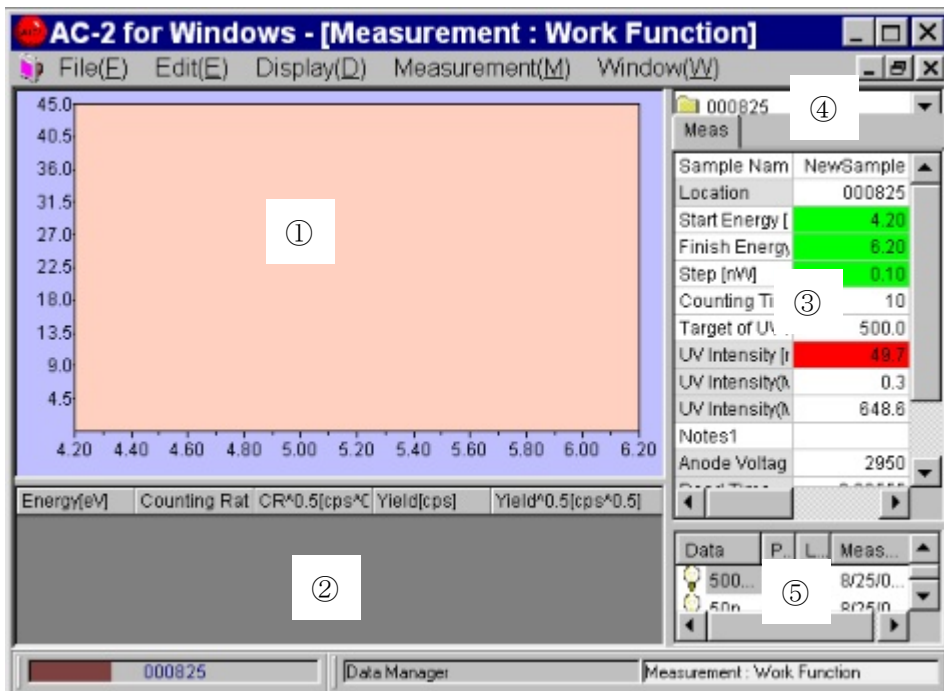 AC-2 for Windows - [Measurement : Work Function]
File(F) Edit(E) Display(D) Measurement(M) Window(W)
45.0
40.5
36.0
31.5
27.0
22.5
18.0
13.5
9.0
4.5
4.20 4.40 4.60 4.80 5.00 5.20 5.40 5.60 5.80 6.00 6.20
①
000825 ④
Meas
Sample Nam NewSample
Location 000825
Start Energy [ 4.20
Finish Energy 6.20
Step [nW] 0.10
Counting Ti 10
③
Target of UV 500.0
UV Intensity [n 49.7
UV Intensity(M 0.3
UV Intensity(M 648.6
Notes1
Anode Voltag 2950
Energy[eV] Counting Rat CR^0.5[cps^0 Yield[cps] Yield^0.5[cps^0.5]
②
Data P.. L... Meas...
500... 8/25/0...
⑤
50n 8/25/0
000825 Data Manager Measurement : Work Function